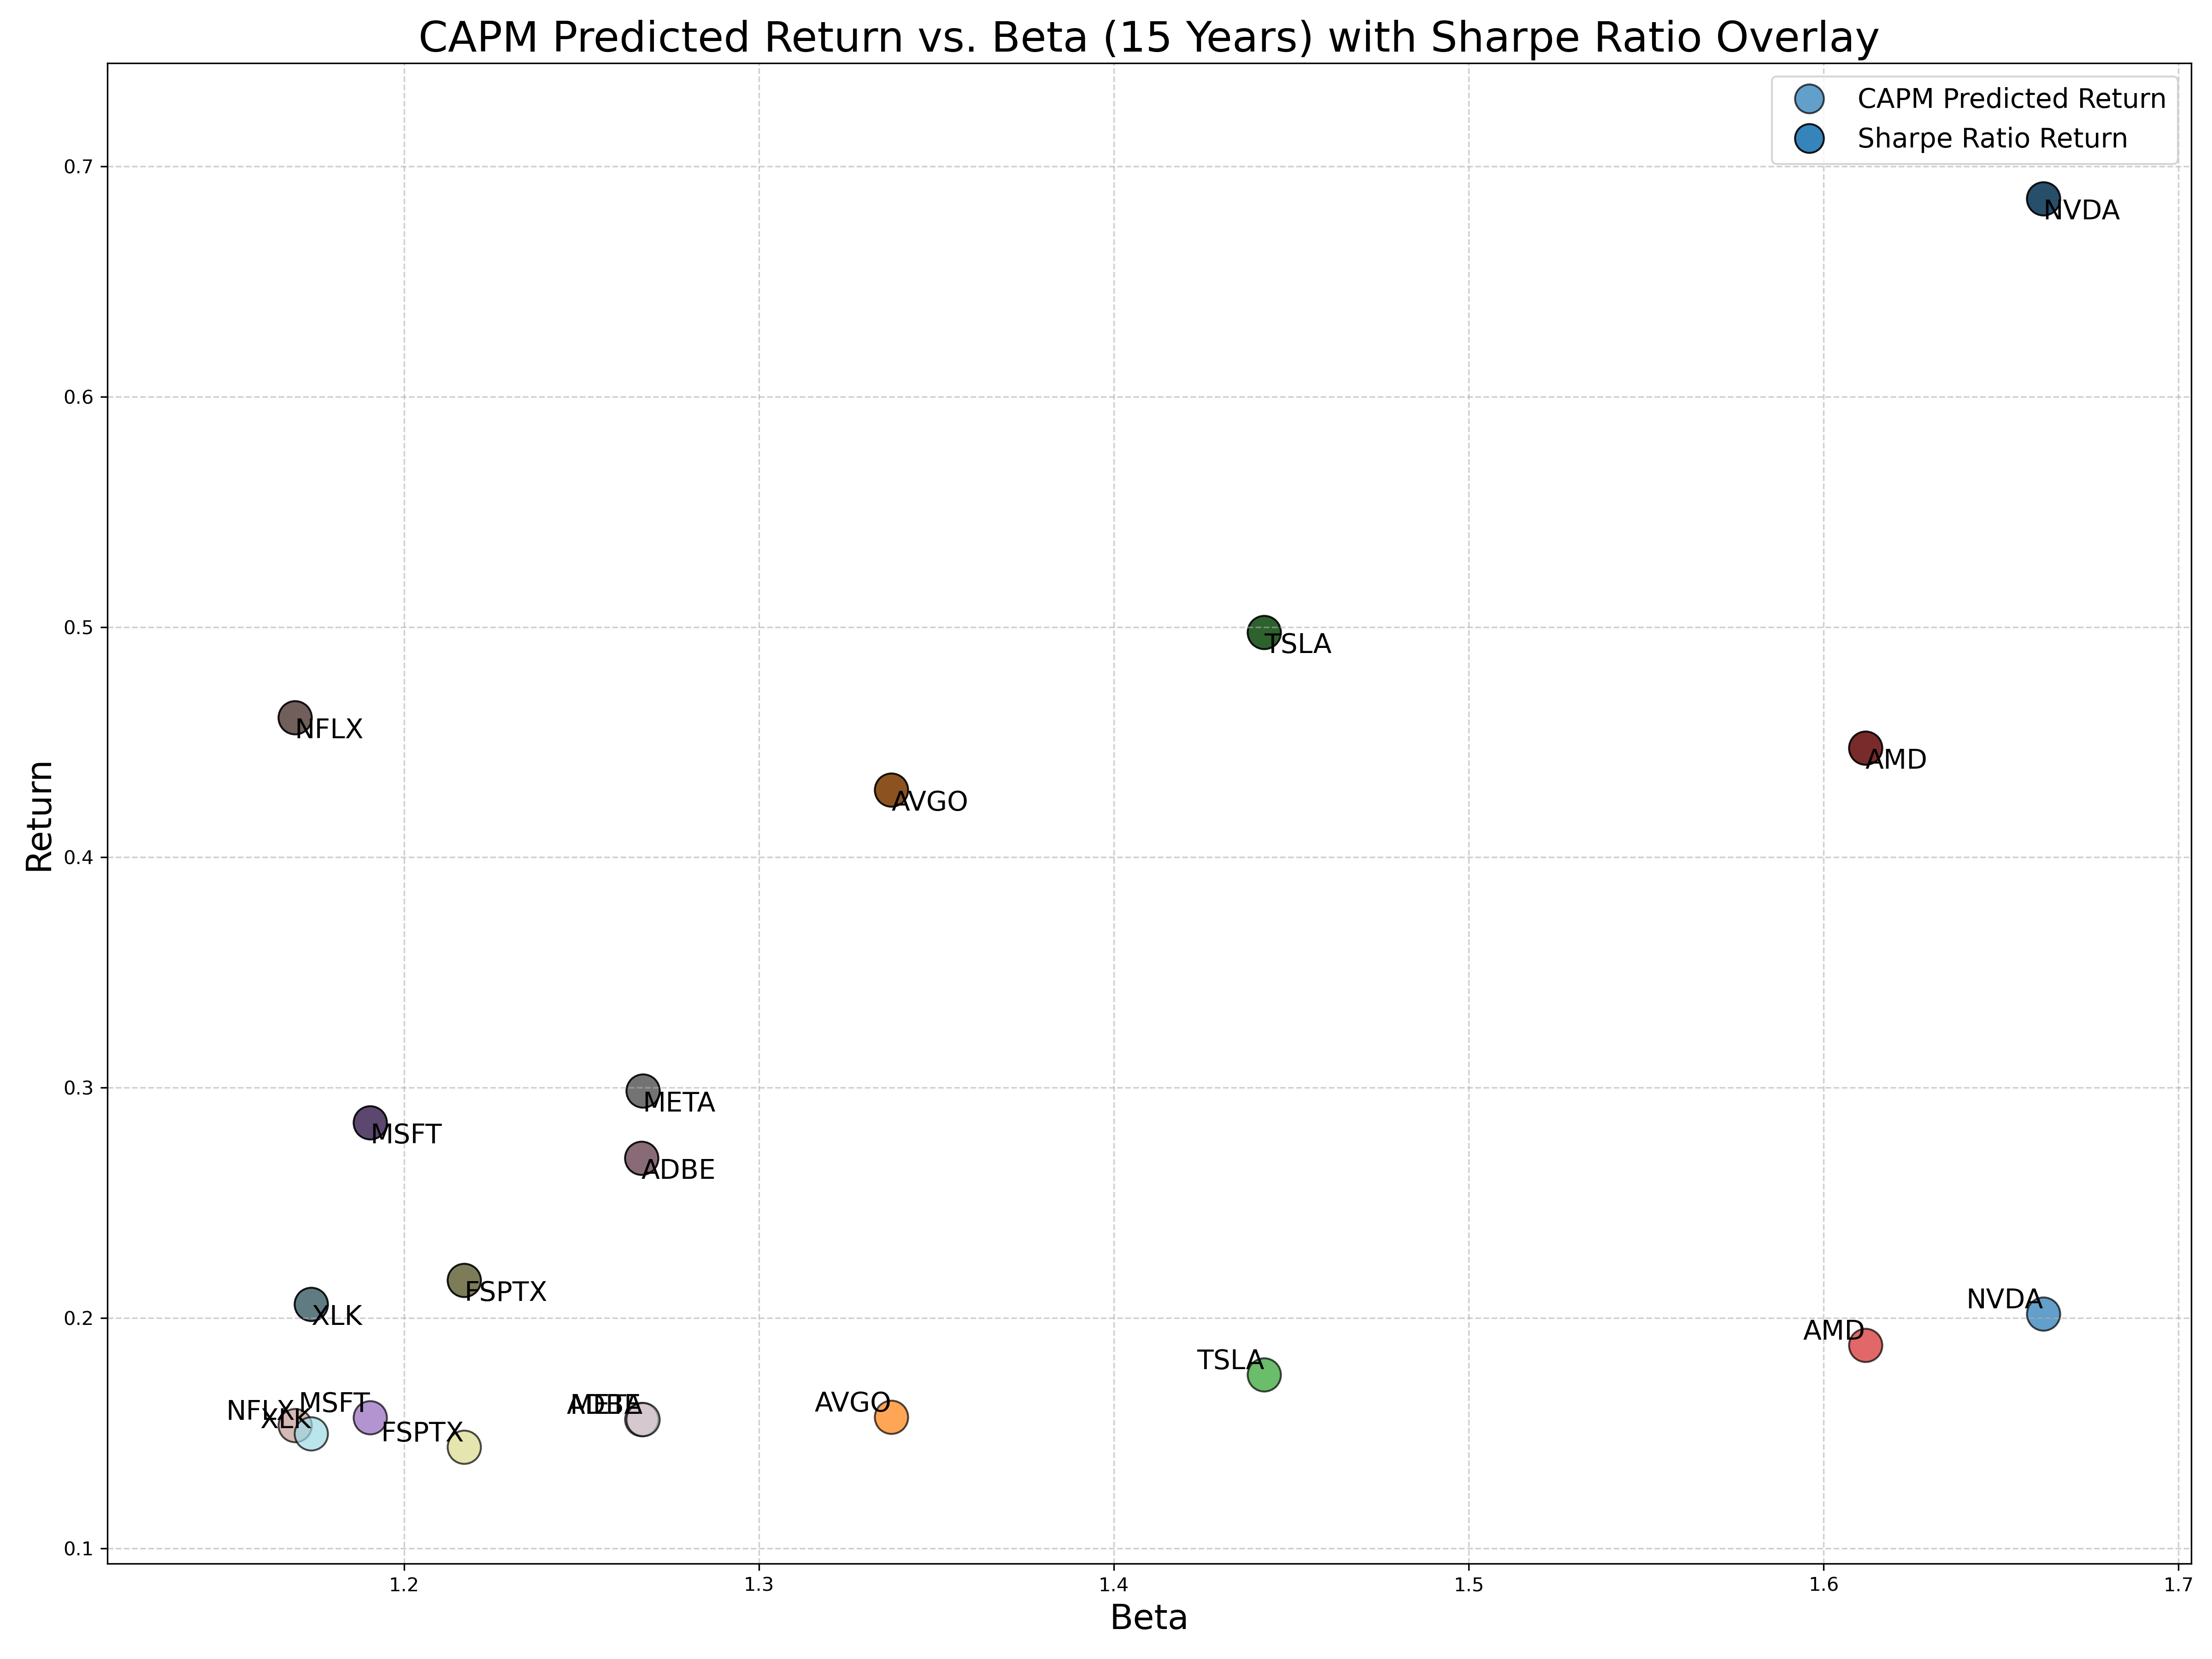 CAPM Predicted Return vs. Beta (15 Years) with Sharpe Ratio Overlay
CAPM Predicted Return
Sharpe Ratio Return
Return
0.7
0.6
0.5
0.4
0.3
0.2
0.1
NVDA
TSLA
NFLX
AMD
AVGO
META
MSFT
ADBE
FSPTX
XLK
NVDA
AMD
TSLA
AVGO
META
ADBE
MSFT
NFLX
XLK
FSPTX
1.2
1.3
1.4
1.5
1.6
1.7
Beta